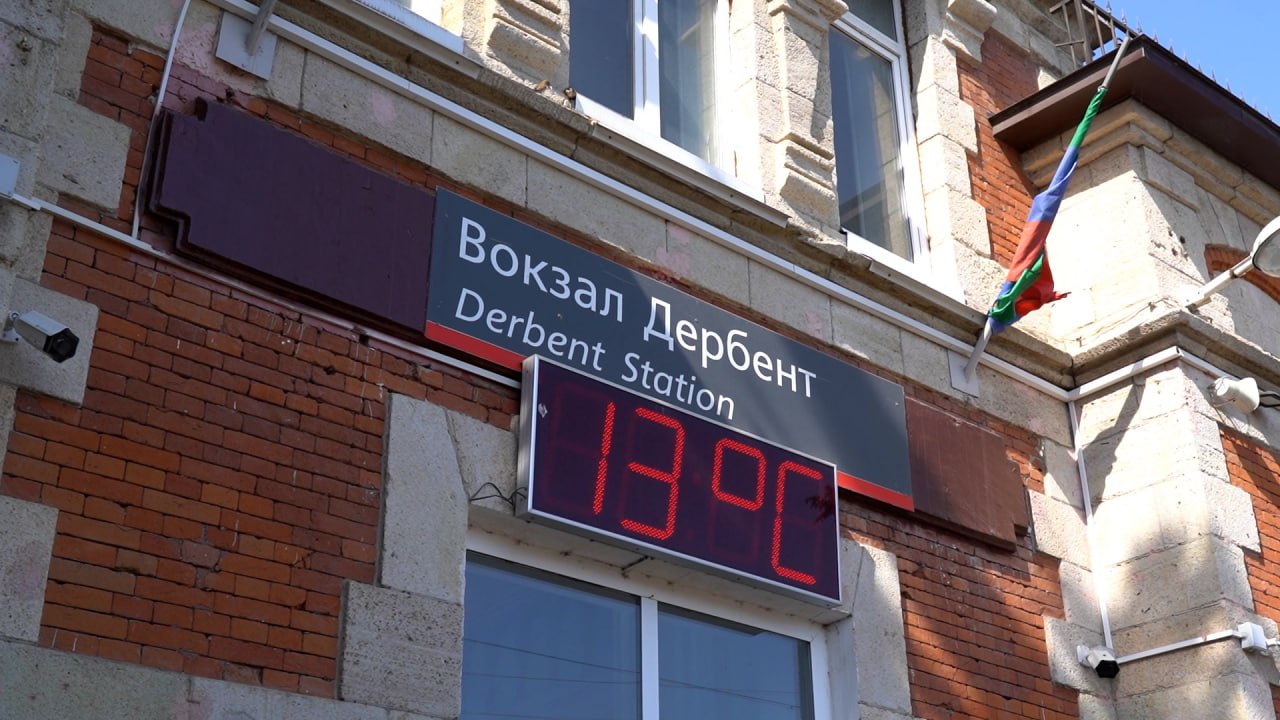 Вокзал Дербент
Derbent Station
13°C